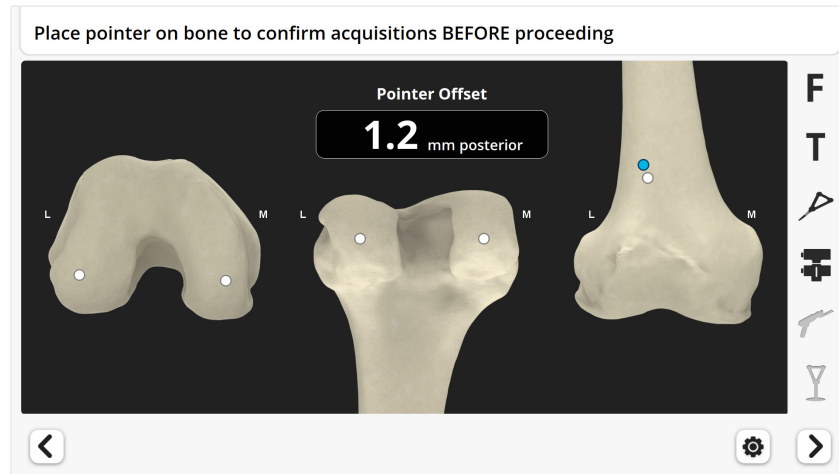 Place pointer on bone to confirm acquisitions BEFORE proceeding
Pointer Offset
1.2 mm posterior
L M L M L M
F
T